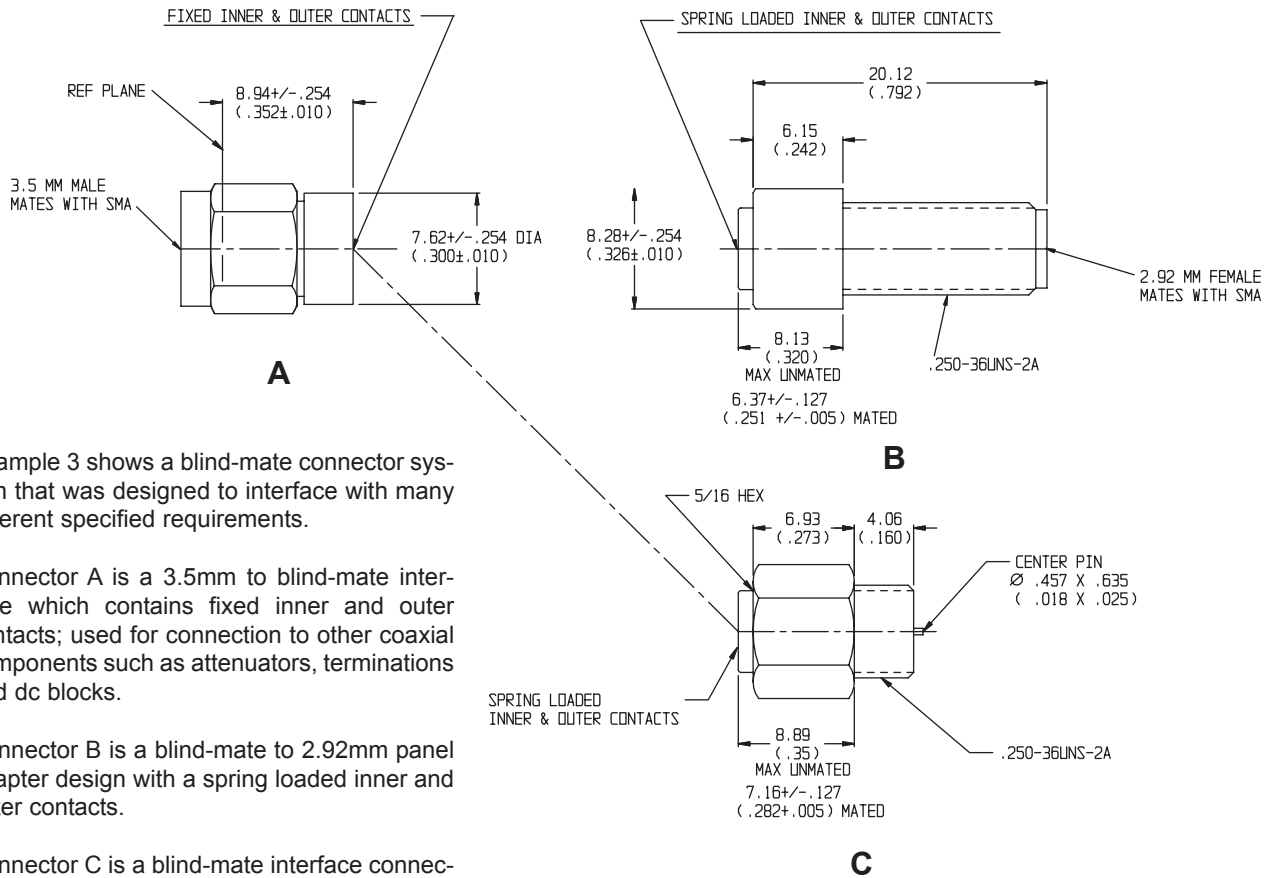 FIXED INNER & OUTER CONTACTS
REF PLANE
8.94+/-.254
(.352±.010)
3.5 MM MALE
MATES WITH SMA
7.62+/-.254 DIA
(.300±.010)
A
SPRING LOADED INNER & OUTER CONTACTS
20.12
(.792)
6.15
(.242)
8.28+/-.254
(.326±.010)
2.92 MM FEMALE
MATES WITH SMA
8.13
(.320)
MAX UNMATED
6.37+/-.127
(.251 +/-.005) MATED
.250-36UNS-2A
B
ample 3 shows a blind-mate connector sys-
m that was designed to interface with many
erent specified requirements.
nnector A is a 3.5mm to blind-mate inter-
e which contains fixed inner and outer
ntacts; used for connection to other coaxial
mponents such as attenuators, terminations
d dc blocks.
nnector B is a blind-mate to 2.92mm panel
apter design with a spring loaded inner and
ter contacts.
nnector C is a blind-mate interface connec-
5/16 HEX
6.93
(.273)
4.06
(.160)
CENTER PIN
Ø .457 X .635
( .018 X .025)
SPRING LOADED
INNER & OUTER CONTACTS
8.89
(.35)
MAX UNMATED
7.16+/-.127
(.282+.005) MATED
.250-36UNS-2A
C